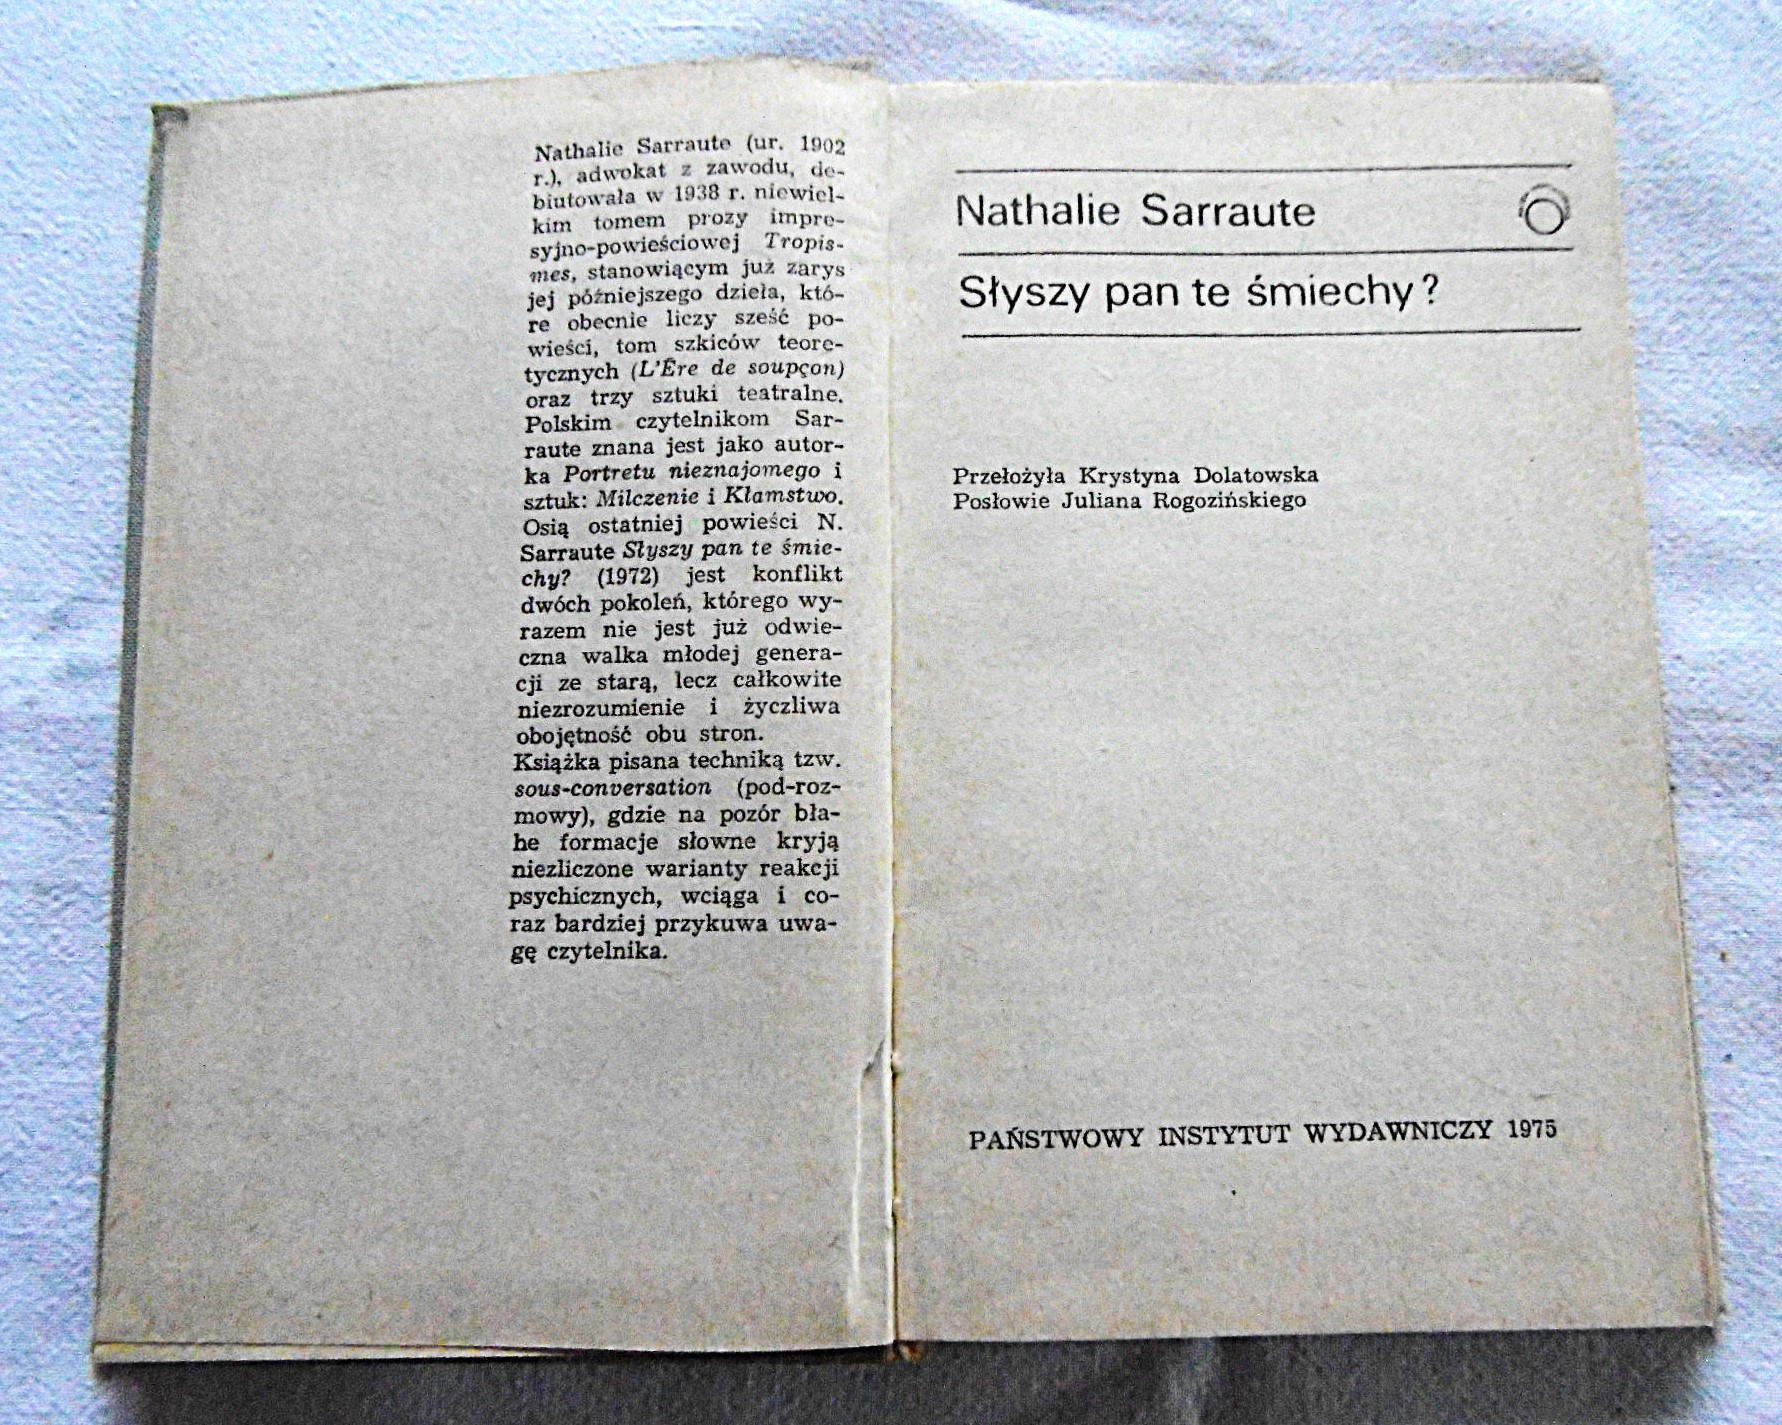 Nathalie Sarraute (ur. 1902
r.), adwokat z zawodu, de-
biutowała w 1938 r. niewiel-
kim tomem prozy impre-
syjno-powieściowej Tropis-
mes, stanowiącym już zarys
jej późniejszego dzieła, któ-
re obecnie liczy sześć po-
wieści, tom szkiców teore-
tycznych (L'Ère de soupçon)
oraz trzy sztuki teatralne.
Polskim czytelnikom Sar-
raute znana jest jako autor-
ka Portretu nieznajomego i
sztuk: Milczenie i Kłamstwo.
Osią ostatniej powieści N.
Sarraute Słyszy pan te śmie-
chy? (1972) jest konflikt
dwóch pokoleń, którego wy-
razem nie jest już odwie-
czna walka młodej genera-
cji ze starą, lecz całkowite
niezrozumienie i życzliwa
obojętność obu stron.
Książka pisana techniką tzw.
sous-conversation (pod-roz-
mowy), gdzie na pozór bła-
he formacje słowne kryją
niezliczone warianty reakcji
psychicznych, wciąga i co-
raz bardziej przykuwa uwa-
gę czytelnika.
Nathalie Sarraute
Słyszy pan te śmiechy?
Przełożyła Krystyna Dolatowska
Posłowie Juliana Rogozińskiego
PAŃSTWOWY INSTYTUT WYDAWNICZY 1975